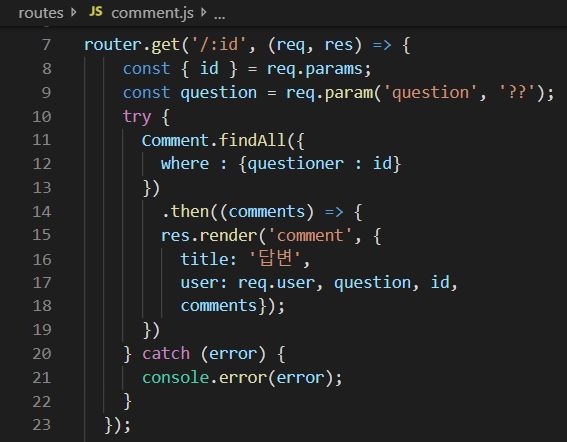 routes > JS comment.js > ...
7 router.get('/:id', (req, res) => {
8 const { id } = req.params;
9 const question = req.param('question', '??');
10 try {
11 Comment.findAll({
12 where : {questioner : id}
13 })
14 .then((comments) => {
15 res.render('comment', {
16 title: '답변',
17 user: req.user, question, id,
18 comments});
19 })
20 } catch (error) {
21 console.error(error);
22 }
23 });